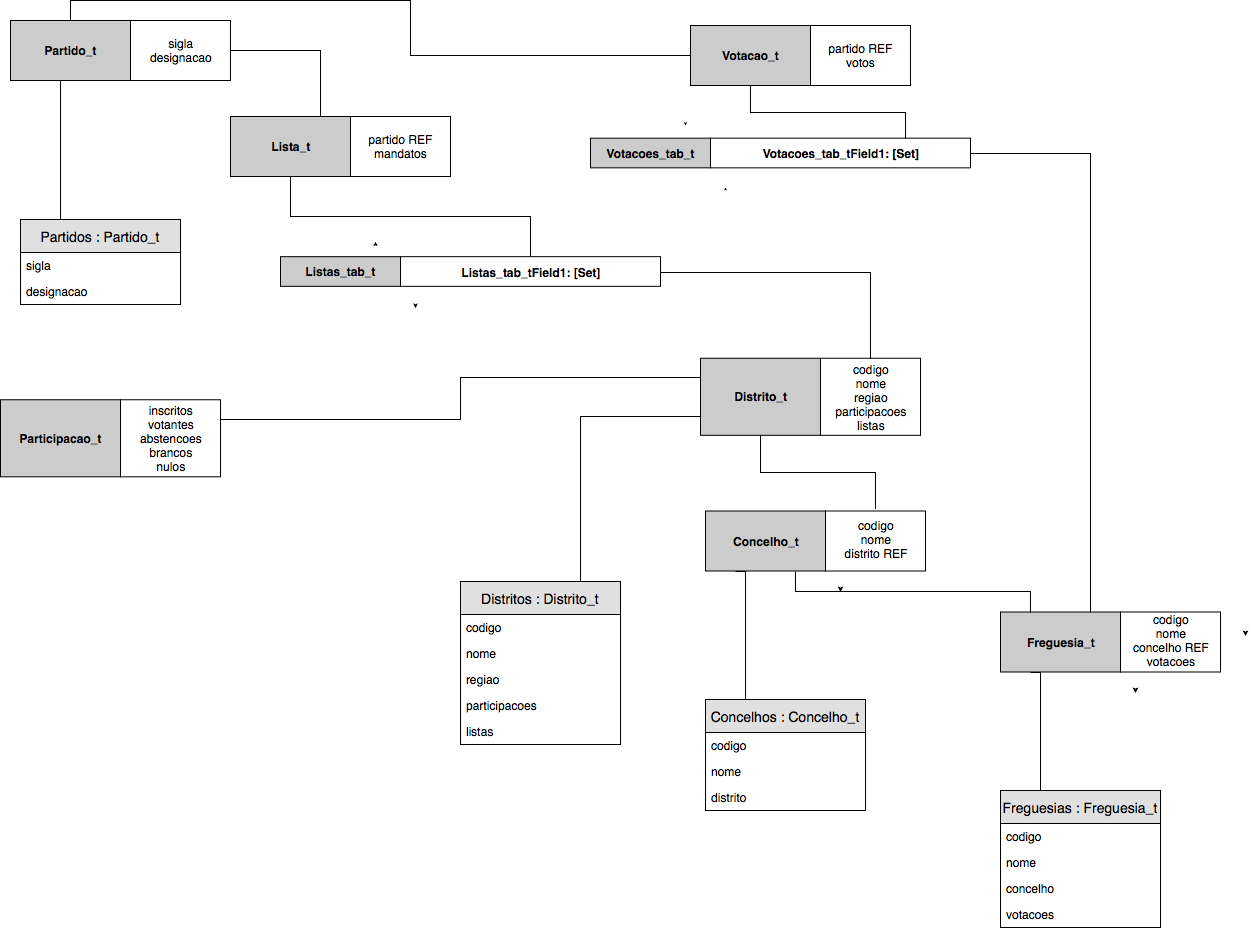 Partido_t
sigla
designacao
Votacao_t
partido REF
votos
Lista_t
partido REF
mandatos
Votacoes_tab_t
Votacoes_tab_tField1: [Set]
Partidos : Partido_t
sigla
designacao
Listas_tab_t
Listas_tab_tField1: [Set]
Distrito_t
codigo
nome
regiao
participacoes
listas
Participacao_t
inscritos
votantes
abstencoes
brancos
nulos
Concelho_t
codigo
nome
distrito REF
Distritos : Distrito_t
codigo
nome
regiao
participacoes
listas
Freguesia_t
codigo
nome
concelho REF
votacoes
Concelhos : Concelho_t
codigo
nome
distrito
Freguesias : Freguesia_t
codigo
nome
concelho
votacoes